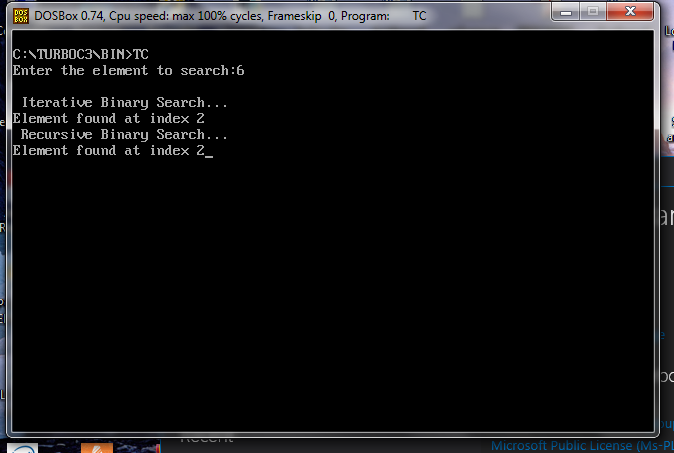 DOSBox 0.74, Cpu speed: max 100% cycles, Frameskip 0, Program: TC
C:\TURBOC3\BIN>TC
Enter the element to search:6
Iterative Binary Search...
Element found at index 2
Recursive Binary Search...
Element found at index 2_
Recent
Microsoft Public License (Ms-PL